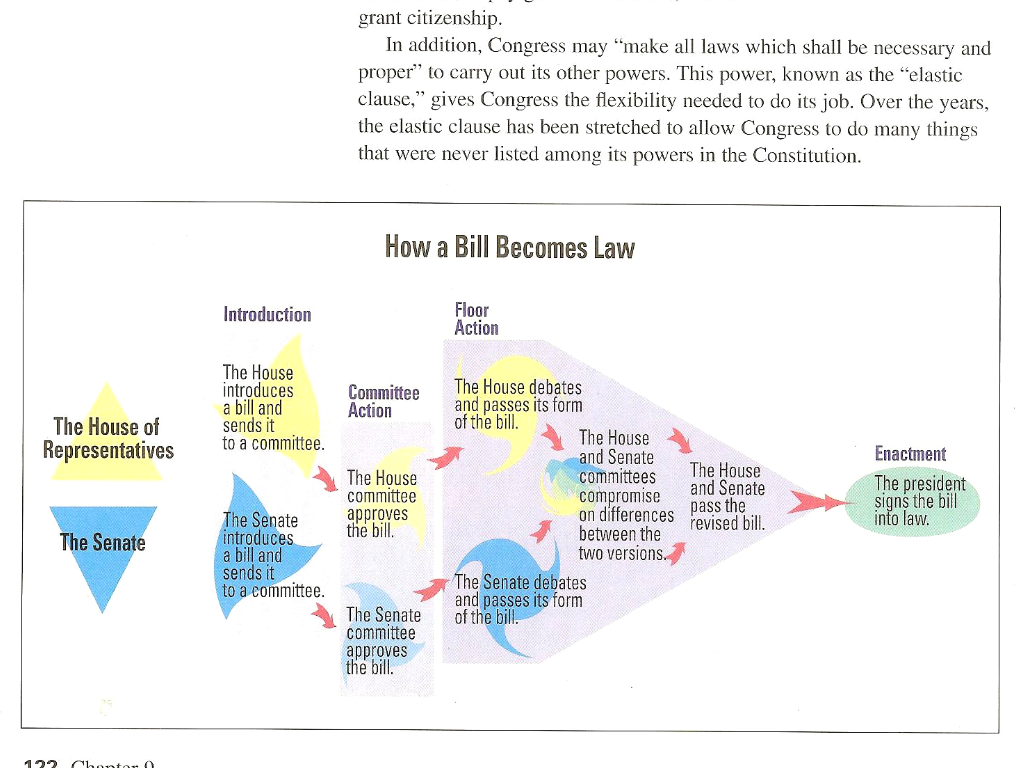 grant citizenship.
In addition, Congress may “make all laws which shall be necessary and
proper” to carry out its other powers. This power, known as the “elastic
clause,” gives Congress the flexibility needed to do its job. Over the years,
the elastic clause has been stretched to allow Congress to do many things
that were never listed among its powers in the Constitution.
How a Bill Becomes Law
The House of
Representatives
The Senate
Introduction
The House
introduces
a bill and
sends it
to a committee.
The Senate
introduces
a bill and
sends it
to a committee.
Committee
Action
The House
committee
approves
the bill.
The Senate
committee
approves
the bill.
Floor
Action
The House debates
and passes its form
of the bill.
The Senate debates
and passes its form
of the bill.
The House
and Senate
committees
compromise
on differences
between the
two versions.
The House
and Senate
pass the
revised bill.
Enactment
The president
signs the bill
into law.
122 Chapter 9